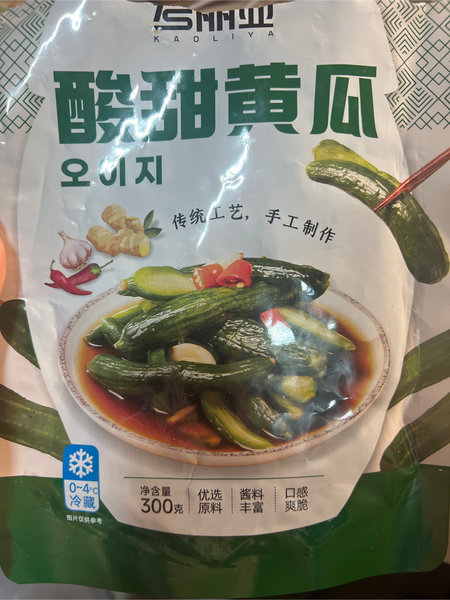 KAOLIYA
酸甜黄瓜
오이지
传统工艺，手工制作
0~4℃
冷藏
图片仅供参考
净含量
300克
优选
原料
酱料
丰富
口感
爽脆